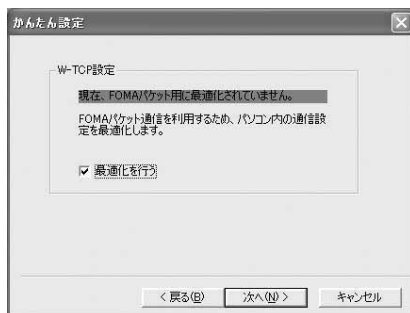 かんたん設定
W-TCP設定
現在、FOMAパケット用に最適化されていません。
FOMAパケット通信を利用するため、パソコン内の通信設
定を最適化します。
最適化を行う
< 戻る(B)
次へ(N) >
キャンセル